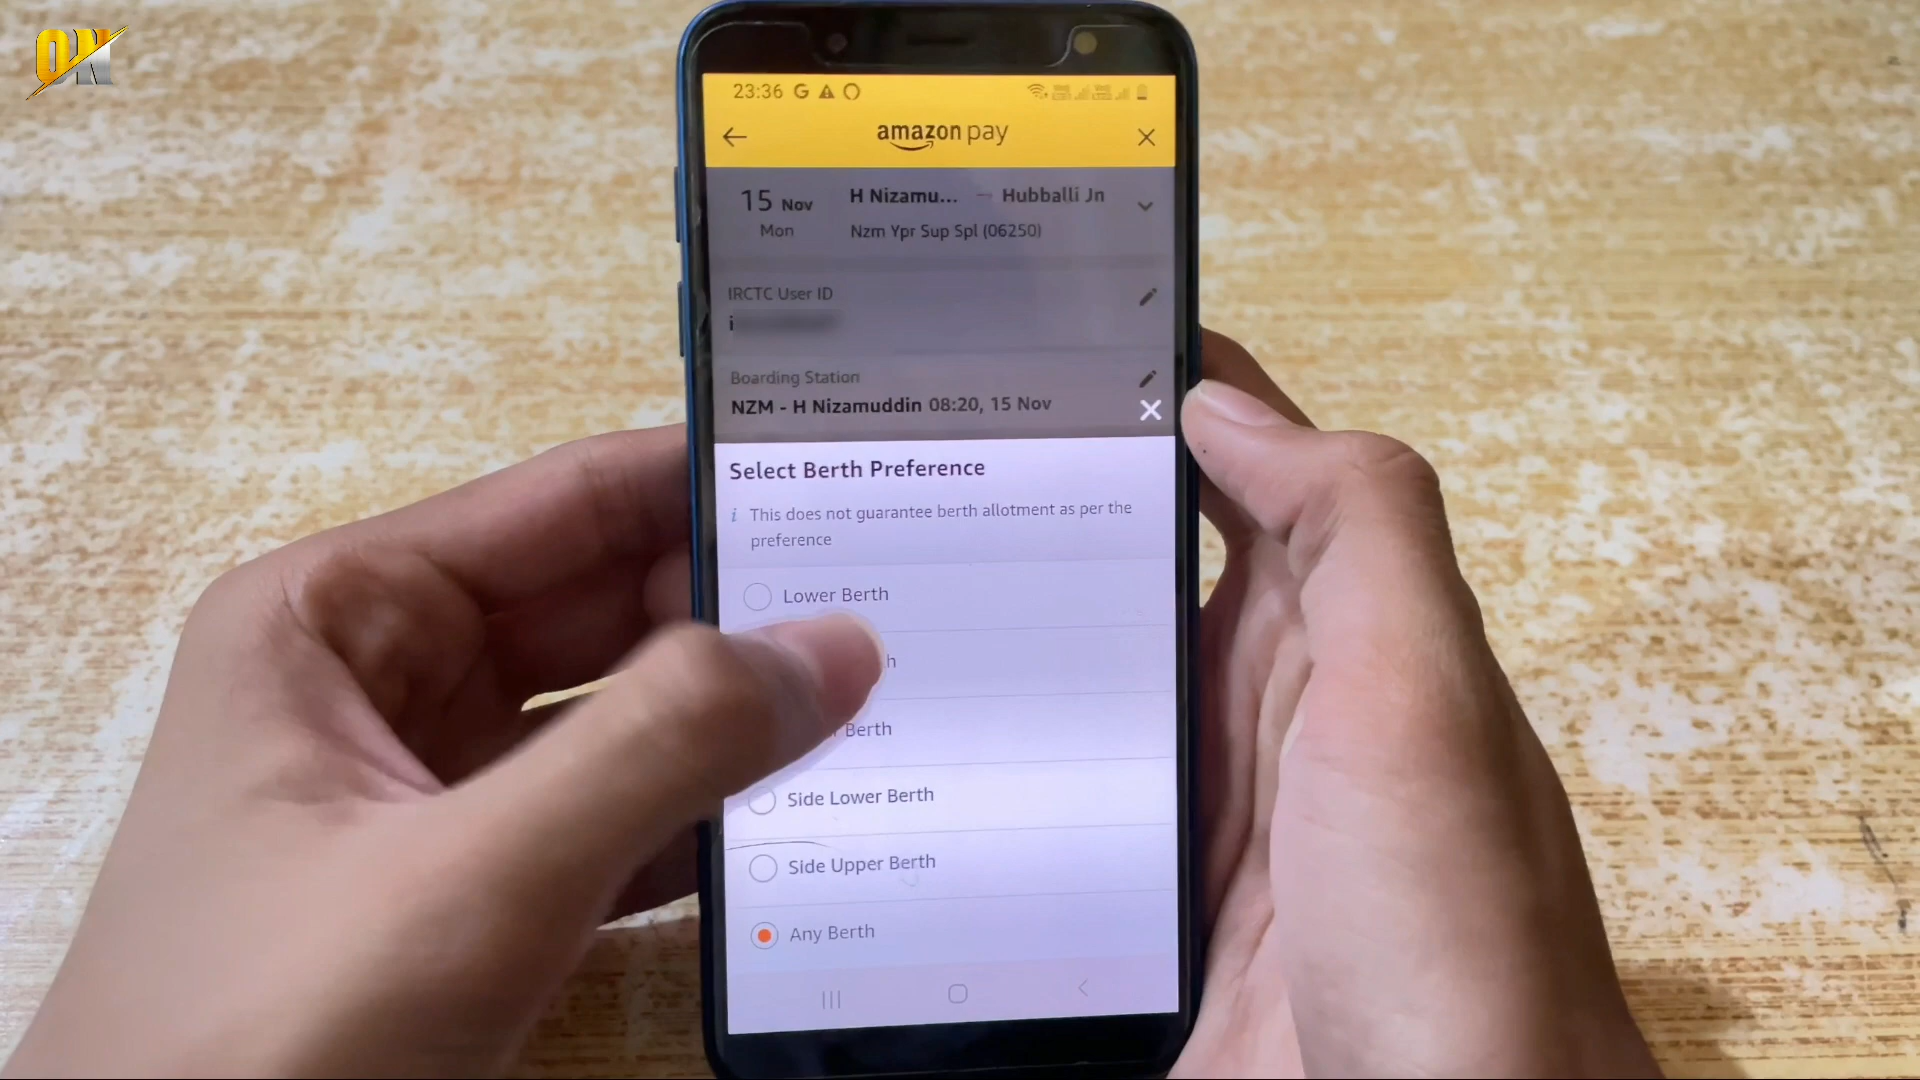 ON
23:36
amazon pay
15 Nov
Mon
H Nizamu... → Hubballi Jn
Nzm Ypr Sup Spl (06250)
IRCTC User ID
i
Boarding Station
NZM - H Nizamuddin 08:20, 15 Nov
Select Berth Preference
i This does not guarantee berth allotment as per the
preference
Lower Berth
Berth
Side Lower Berth
Side Upper Berth
Any Berth